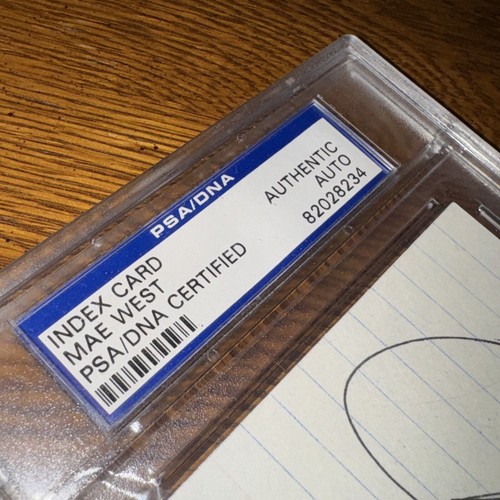 PSA/DNA
INDEX CARD
MAE WEST
PSA/DNA CERTIFIED
AUTHENTIC
AUTO
82028234